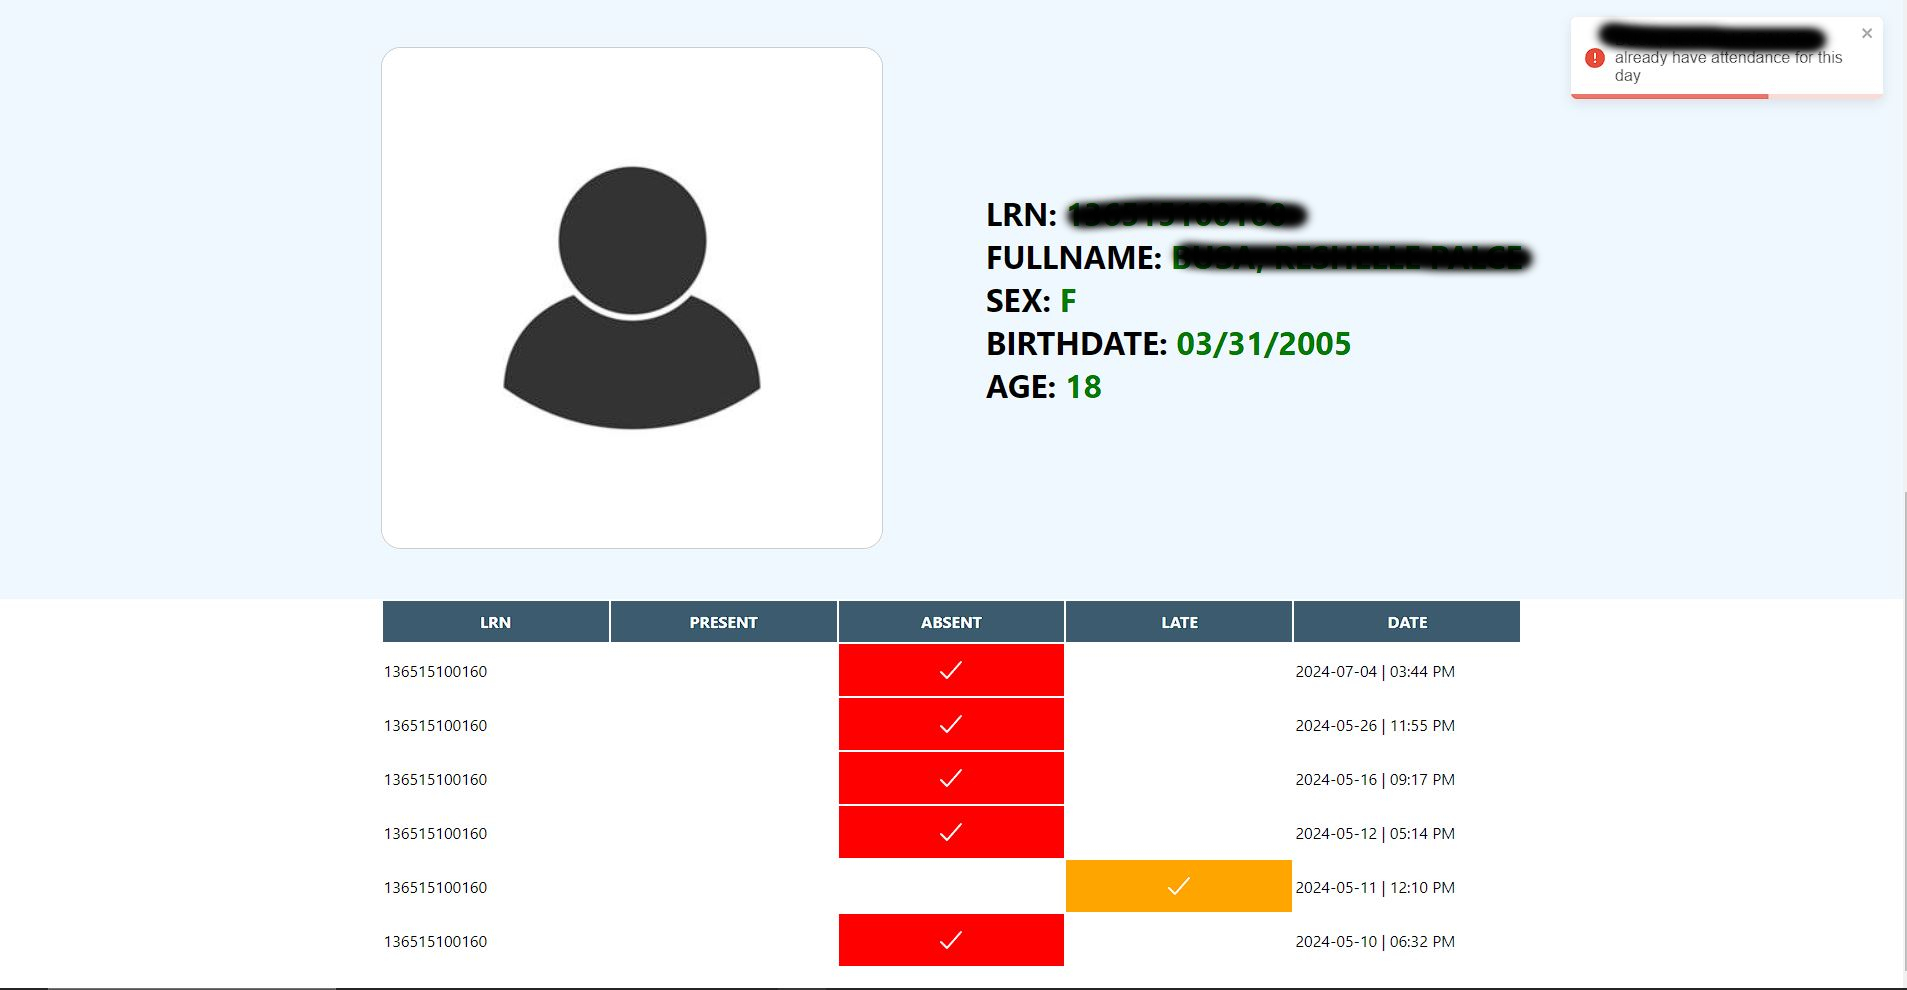 already have attendance for this
day
LRN:
FULLNAME:
SEX: F
BIRTHDATE: 03/31/2005
AGE: 18
LRN PRESENT ABSENT LATE DATE
136515100160 2024-07-04 | 03:44 PM
136515100160 2024-05-26 | 11:55 PM
136515100160 2024-05-16 | 09:17 PM
136515100160 2024-05-12 | 05:14 PM
136515100160 2024-05-11 | 12:10 PM
136515100160 2024-05-10 | 06:32 PM